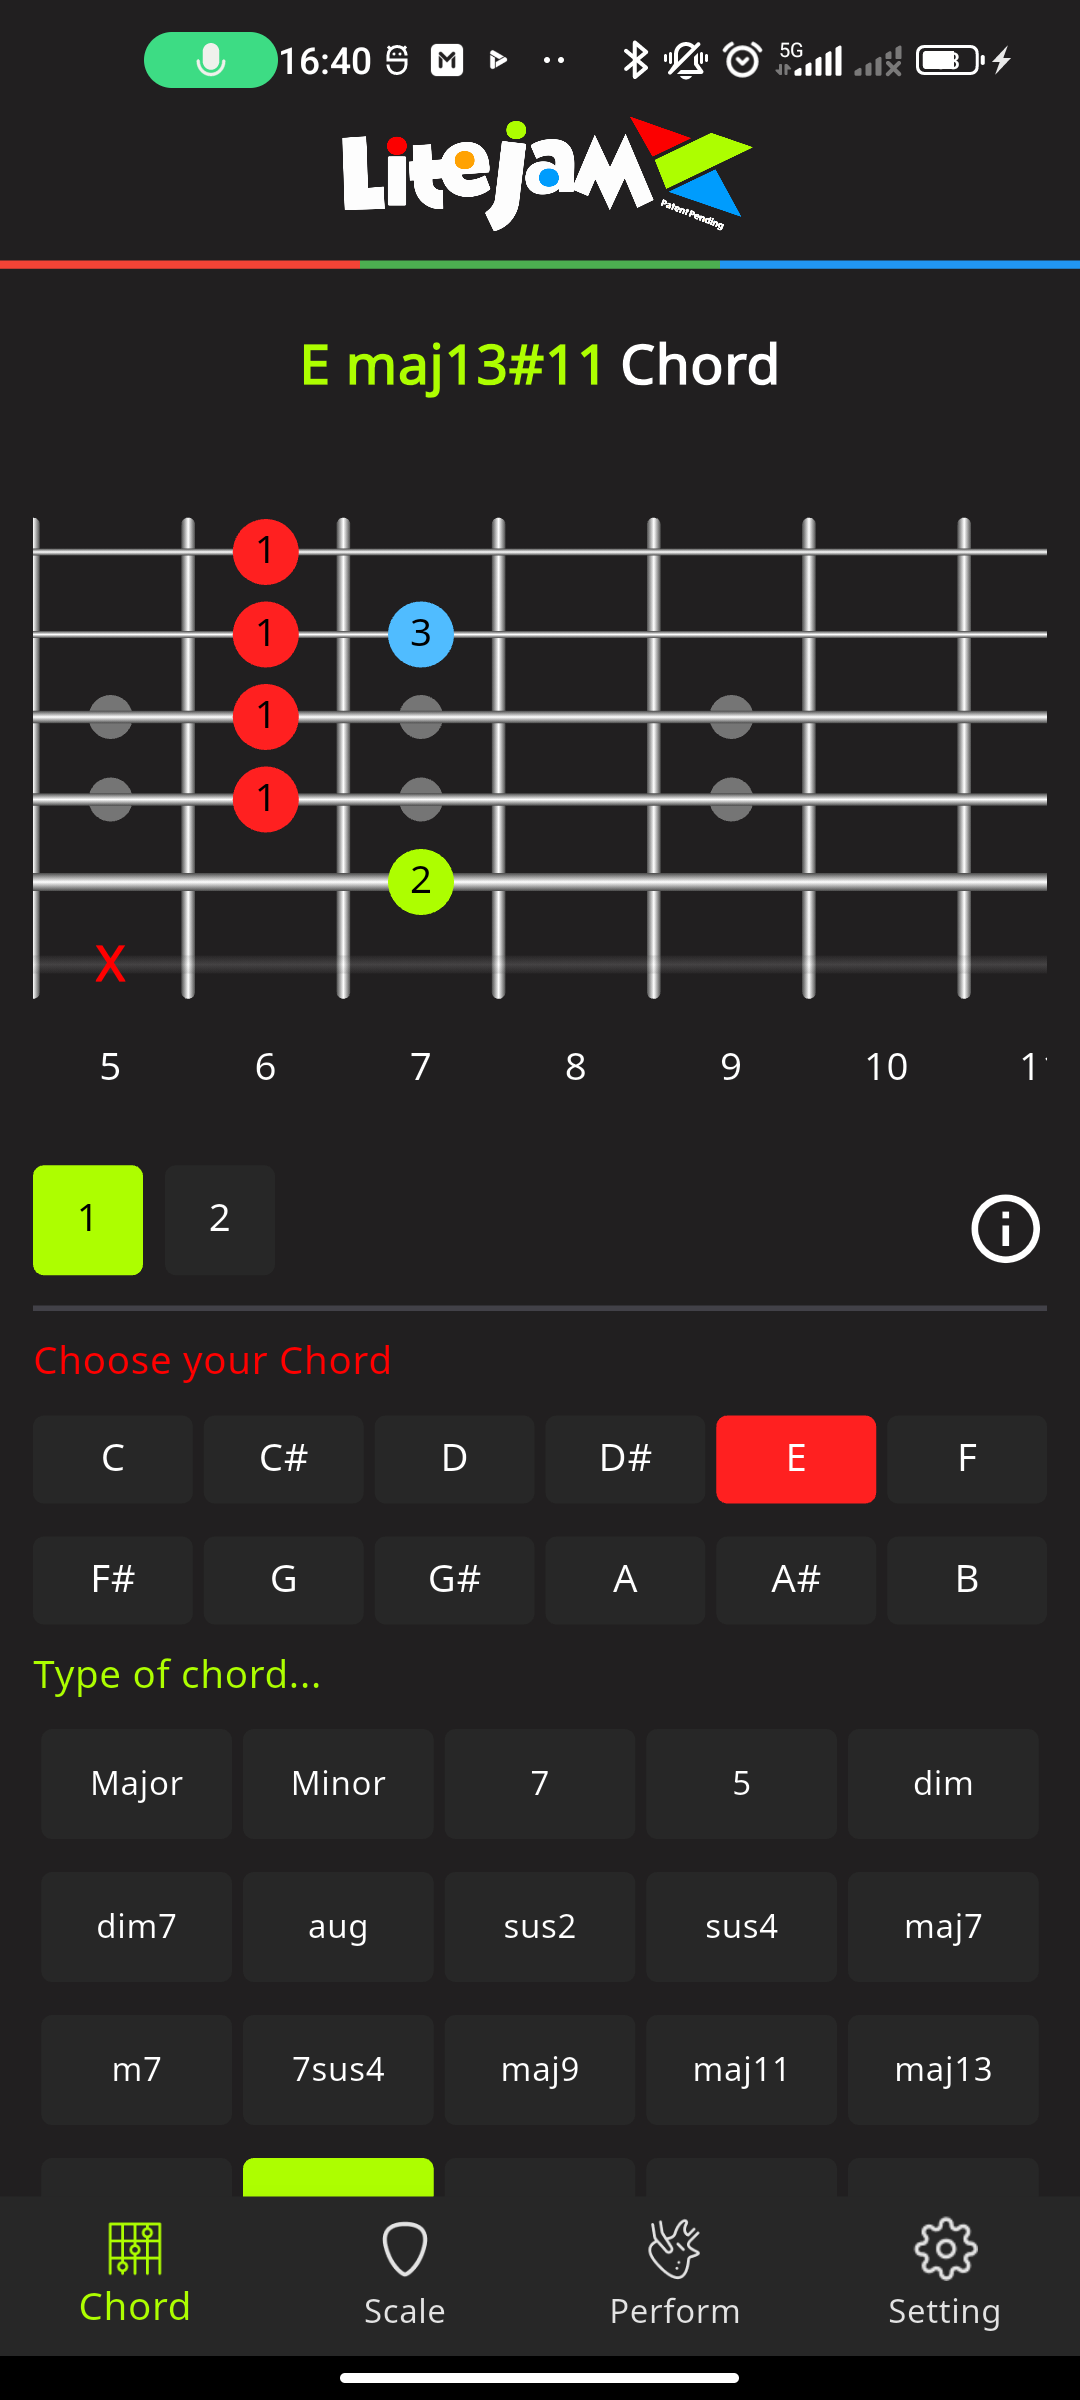 16:40 5G
Litejam
Patent Pending
E maj13#11 Chord
1
1 3
1
1
2
X
5 6 7 8 9 10
1 2
Choose your Chord
C C# D D# E F
F# G G# A A# B
Type of chord...
Major Minor 7 5 dim
dim7 aug sus2 sus4 maj7
m7 7sus4 maj9 maj11 maj13
Chord Scale Perform Setting